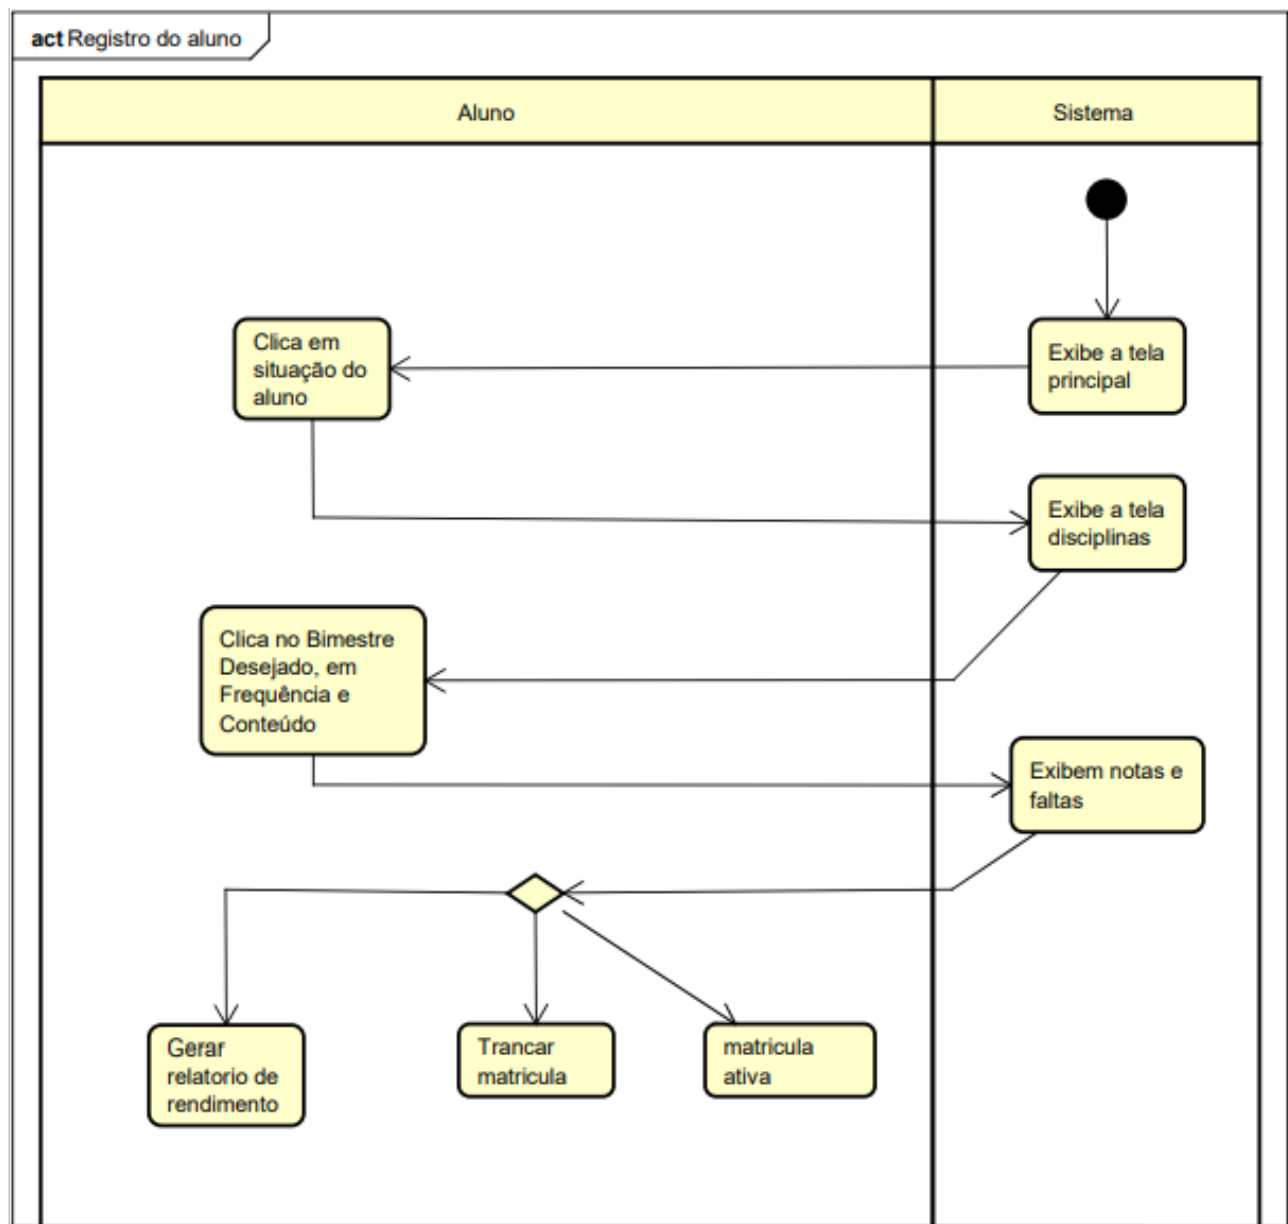 act Registro do aluno
Aluno
Sistema
Clica em
situação do
aluno
Exibe a tela
principal
Exibe a tela
disciplinas
Clica no Bimestre
Desejado, em
Frequência e
Conteúdo
Exibem notas e
faltas
Gerar
relatorio de
rendimento
Trancar
matricula
matricula
ativa